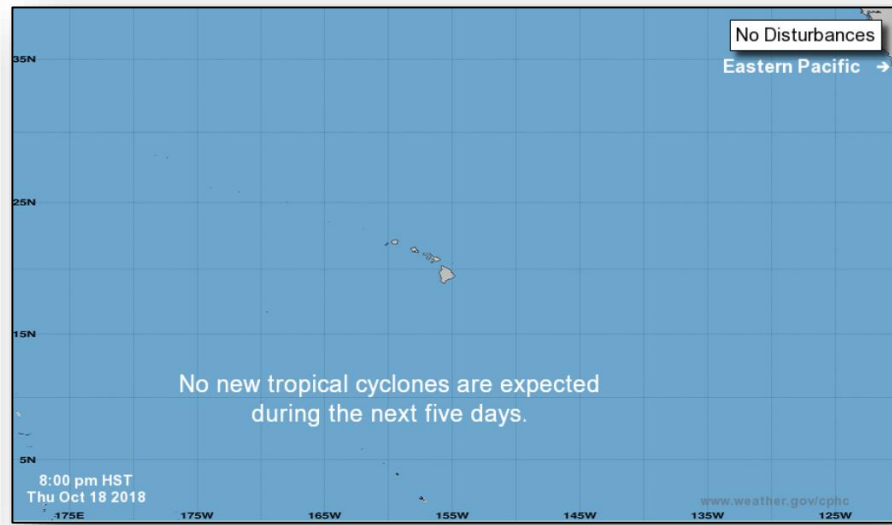 No Disturbances
Eastern Pacific →
35N
25N
15N
No new tropical cyclones are expected
during the next five days.
5N
8:00 pm HST
Thu Oct 18 2018
www.weather.gov/cphc
175E 175W 165W 155W 145W 135W 125W